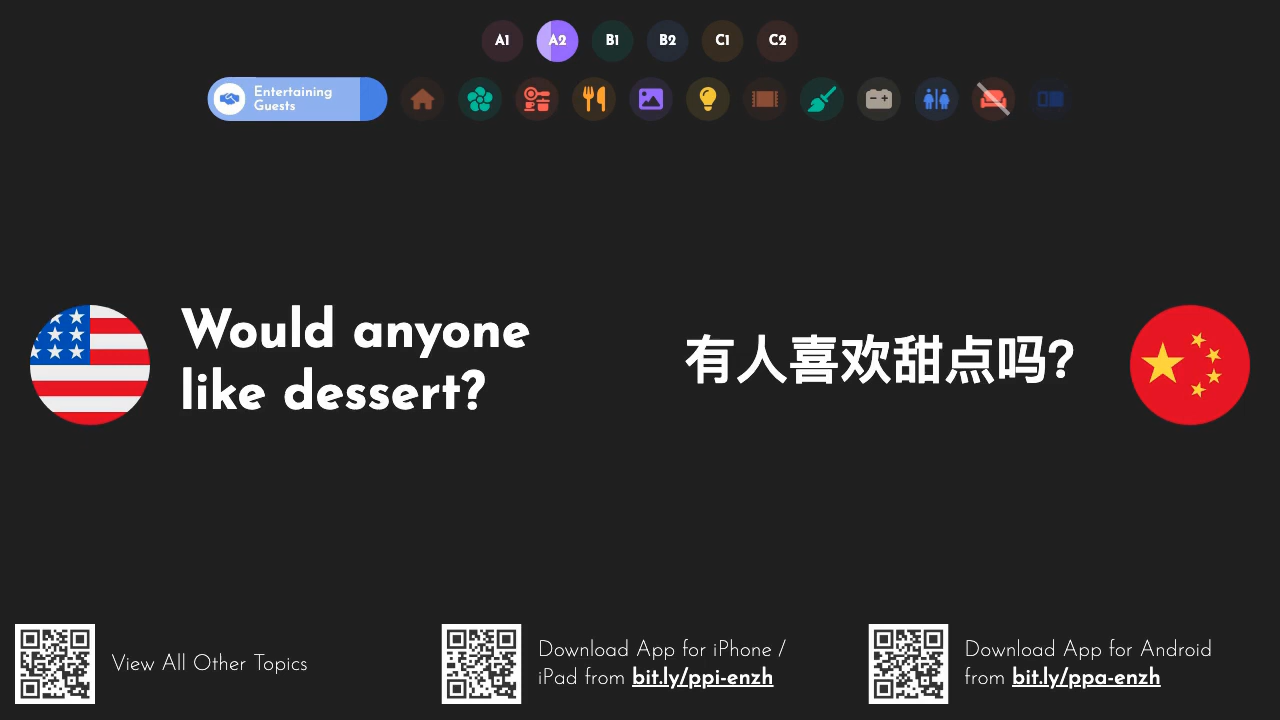 A1 A2 B1 B2 C1 C2
Entertaining
Guests
Would anyone
like dessert?
有人喜欢甜点吗?
View All Other Topics
Download App for iPhone /
iPad from bit.ly/ppi-enzh
Download App for Android
from bit.ly/ppa-enzh